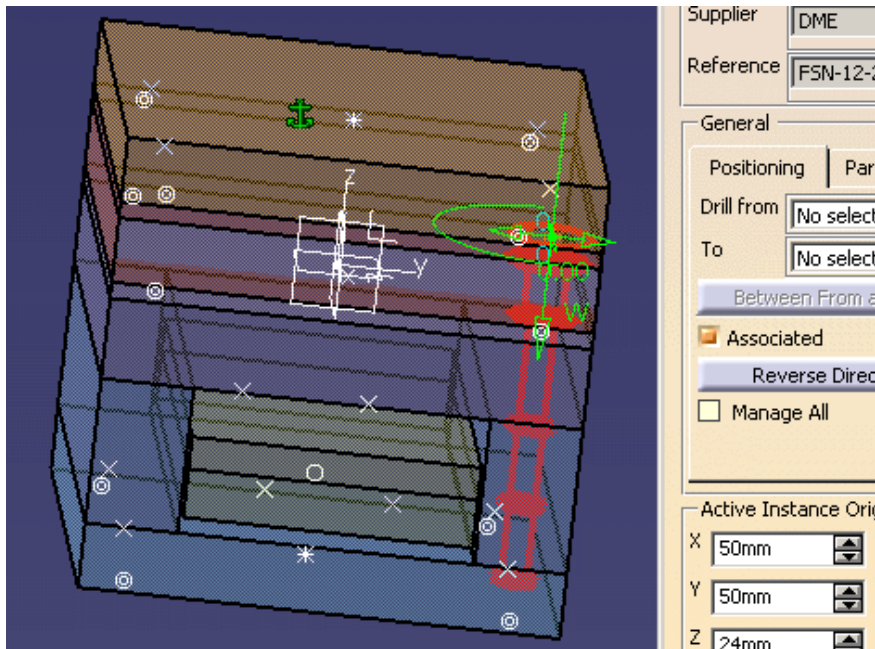 Supplier
DME
Reference
FSN-12-2
General
Positioning
Par
Drill from
No select
To
No select
Between From a
Associated
Reverse Direc
Manage All
Active Instance Orig
X
50mm
Y
50mm
Z
24mm
z
y
W